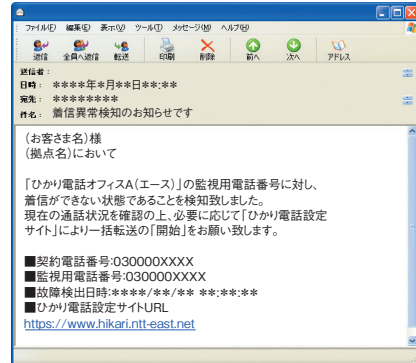 ファイル(F) 編集(E) 表示(V) ツール(T) メッセージ(M) ヘルプ(H)
返信 全員へ返信 転送 印刷 削除 前へ 次へ アドレス
送信者:
日時: ****年*月**日**:**
宛先: ********
件名: 着信異常検知のお知らせです
(お客さま名)様
(拠点名)において
「ひかり電話オフィスA(エース)」の監視用電話番号に対し、
着信ができない状態であることを検知致しました。
現在の通話状況を確認の上、必要に応じて「ひかり電話設定
サイト」により一括転送の「開始」をお願い致します。
■契約電話番号:030000XXXX
■監視用電話番号:030000XXXX
■故障検出日時:****/**/** **:**:**
■ひかり電話設定サイトURL
https://www.hikari.ntt-east.net